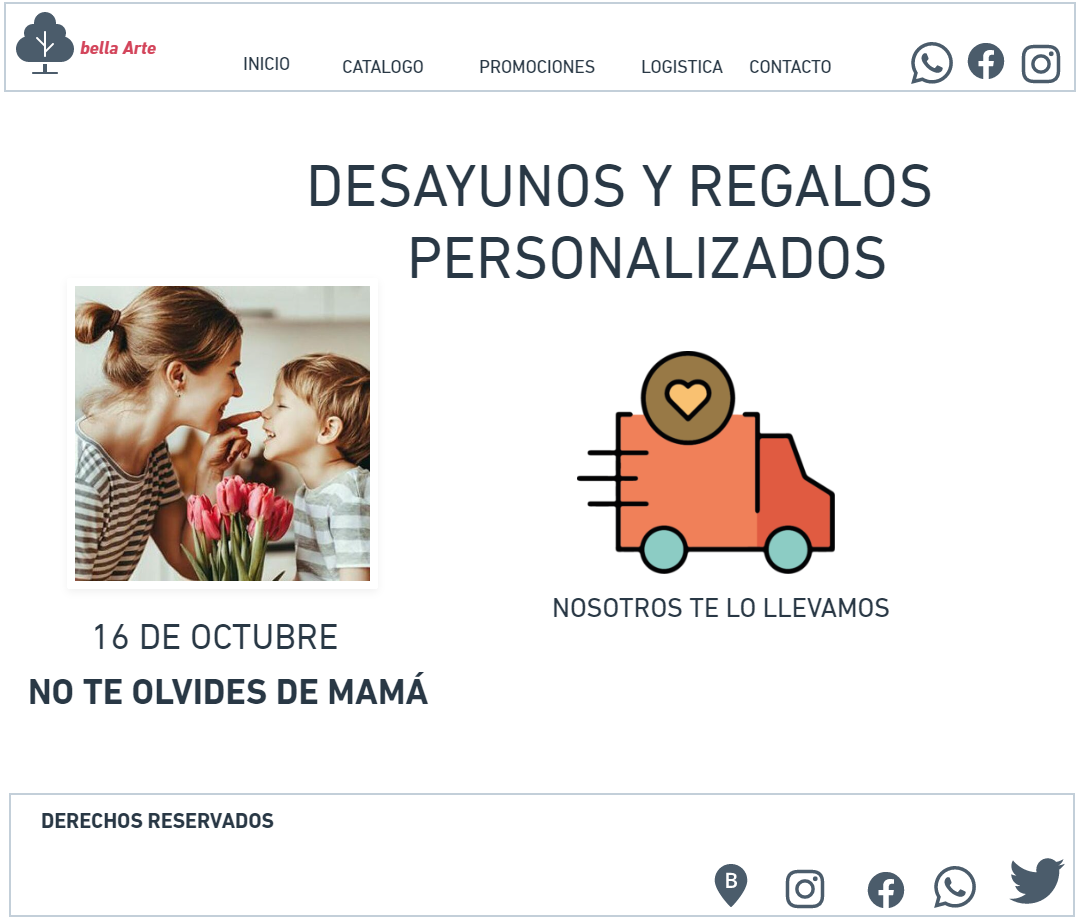 bella Arte
INICIO
CATALOGO
PROMOCIONES
LOGISTICA
CONTACTO
DESAYUNOS Y REGALOS
PERSONALIZADOS
NOSOTROS TE LO LLEVAMOS
16 DE OCTUBRE
NO TE OLVIDES DE MAMÁ
DERECHOS RESERVADOS
B